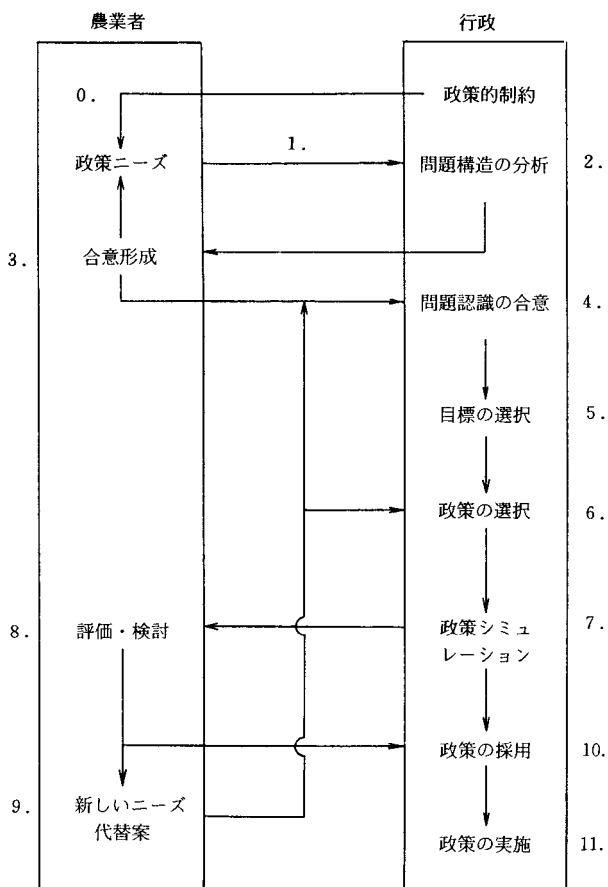 農業者 行政
0. 政策的制約
1.
政策ニーズ 問題構造の分析 2.
3. 合意形成
問題認識の合意 4.
目標の選択 5.
政策の選択 6.
8. 評価・検討 政策シミュ 7.
レーション
政策の採用 10.
9. 新しいニーズ
代替案
政策の実施 11.